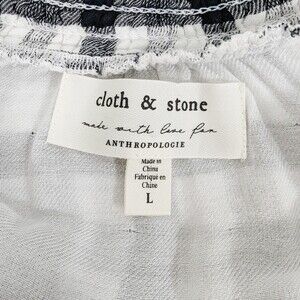 cloth & stone
made with love for
ANTHROPOLOGIE
Made in
China
Fabriqué en
Chine
L